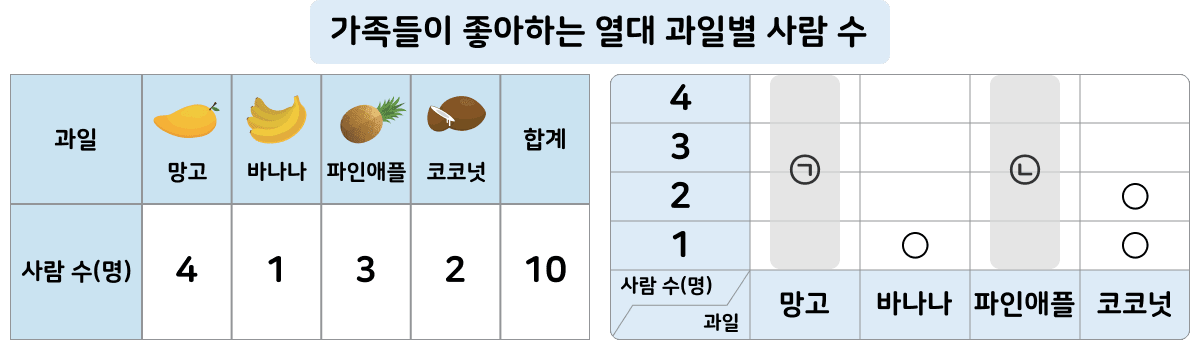 가족들이 좋아하는 열대 과일별 사람 수
과일 망고 바나나 파인애플 코코넛 합계
사람 수(명) 4 1 3 2 10
4
3
㉠ ㉡
2 ○
1 ○ ○
사람 수(명)
과일
망고 바나나 파인애플 코코넛